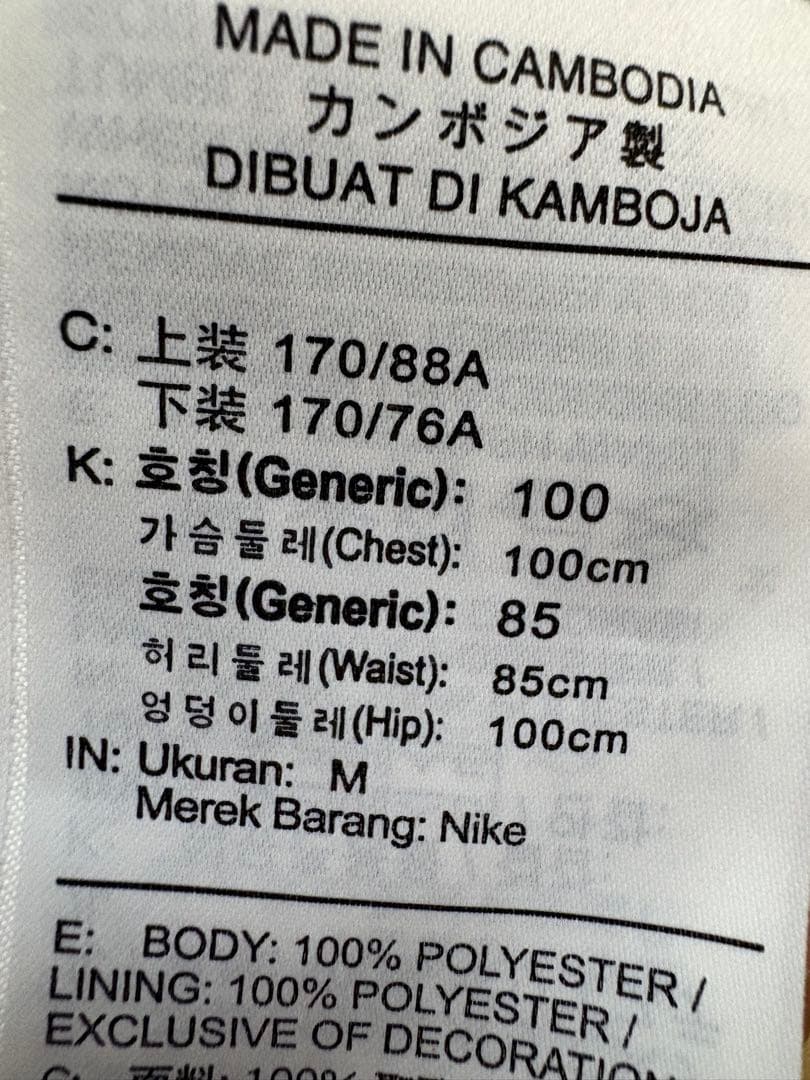 MADE IN CAMBODIA
カンボジア製
DIBUAT DI KAMBOJA
C: 上装 170/88A
下装 170/76A
K: 호칭(Generic): 100
가슴둘레(Chest): 100cm
호칭(Generic): 85
허리둘레(Waist): 85cm
엉덩이둘레(Hip): 100cm
IN: Ukuran: M
Merek Barang: Nike
E: BODY: 100% POLYESTER /
LINING: 100% POLYESTER /
EXCLUSIVE OF DECORATION
C: 面料: 100%